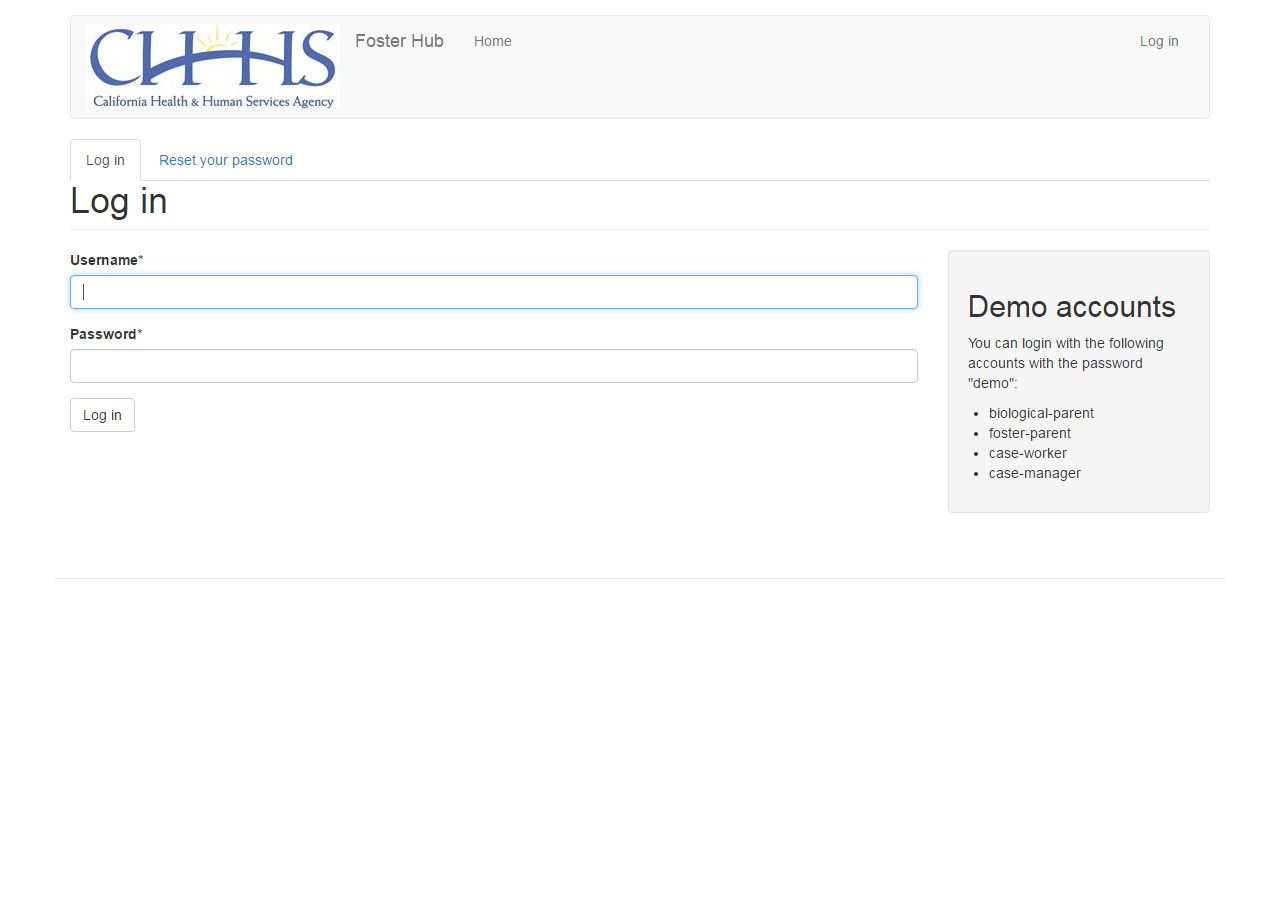 CHHS
California Health & Human Services Agency
Foster Hub
Home
Log in
Log in
Reset your password
Log in
Username*
Password*
Log in
Demo accounts
You can login with the following
accounts with the password
"demo":
• biological-parent
• foster-parent
• case-worker
• case-manager